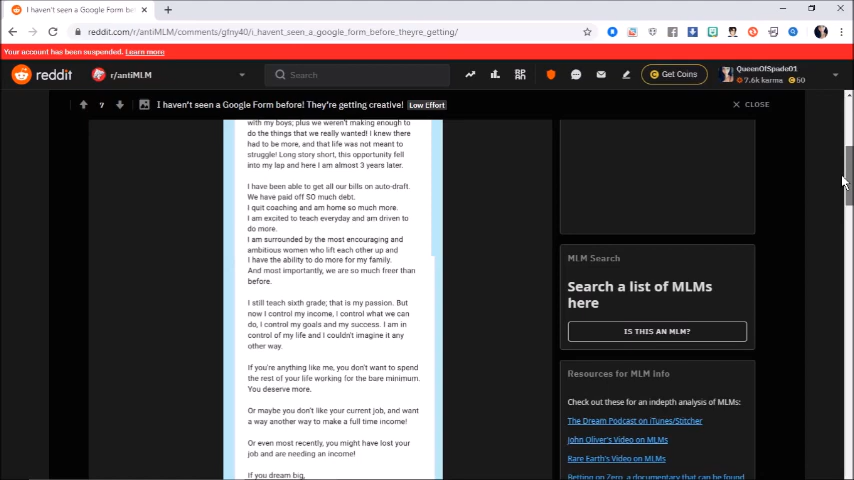 I haven't seen a Google Form befo
reddit.com/r/antiMLM/comments/gfny40/i_havent_seen_a_google_form_before_theyre_getting/
Your account has been suspended. Learn more
reddit
r/antiMLM
Search
Get Coins
QueenOfSpade01
7.6k karma 50
7
I haven't seen a Google Form before! They're getting creative!
Low Effort
CLOSE
with my boys; plus we weren't making enough to
do the things that we really wanted! I knew there
had to be more, and that life was not meant to
struggle! Long story short, this opportunity fell
into my lap and here I am almost 3 years later.
I have been able to get all our bills on auto-draft.
We have paid off SO much debt.
I quit coaching and am home so much more.
I am excited to teach everyday and am driven to
do more.
I am surrounded by the most encouraging and
ambitious women who lift each other up and
I have the ability to do more for my family.
And most importantly, we are so much freer than
before.
I still teach sixth grade; that is my passion. But
now I control my income, I control what we can
do, I control my goals and my success. I am in
control of my life and I couldn't imagine it any
other way.
If you're anything like me, you don't want to spend
the rest of your life working for the bare minimum.
You deserve more.
Or maybe you don't like your current job, and want
a way another way to make a full time income!
Or even most recently, you might have lost your
job and are needing an income!
If you dream big,
MLM Search
Search a list of MLMs
here
IS THIS AN MLM?
Resources for MLM Info
Check out these for an indepth analysis of MLMs:
The Dream Podcast on iTunes/Stitcher
John Oliver's Video on MLMs
Rare Earth's Video on MLMs
Betting on Zero, a documentary that can be found